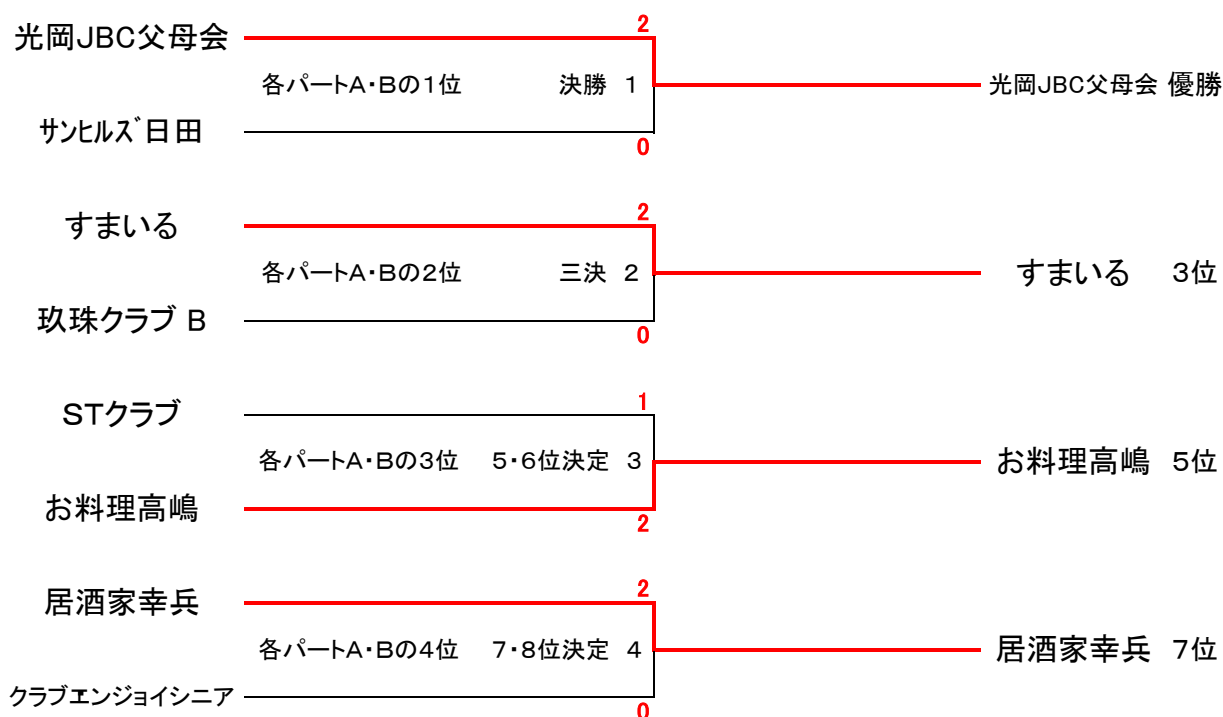 2
光岡JBC父母会
各パートA・Bの1位 決勝 1
光岡JBC父母会 優勝
サンヒルズ日田
0
2
すまいる
各パートA・Bの2位 三決 2
すまいる 3位
玖珠クラブ B
0
1
STクラブ
各パートA・Bの3位 5・6位決定 3
お料理高嶋 5位
お料理高嶋
2
2
居酒家幸兵
各パートA・Bの4位 7・8位決定 4
居酒家幸兵 7位
クラブエンジョイシニア
0